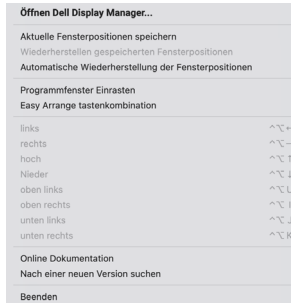 Öffnen Dell Display Manager...
Aktuelle Fensterpositionen speichern
Wiederherstellen gespeicherten Fensterpositionen
Automatische Wiederherstellung der Fensterpositionen
Programmfenster Einrasten
Easy Arrange tastenkombination
links ^⌥←
rechts ^⌥
hoch ^⌥↑
Nieder ^⌥↓
oben links ^⌥U
oben rechts ^⌥I
unten links ^⌥J
unten rechts ^⌥K
Online Dokumentation
Nach einer neuen Version suchen
Beenden